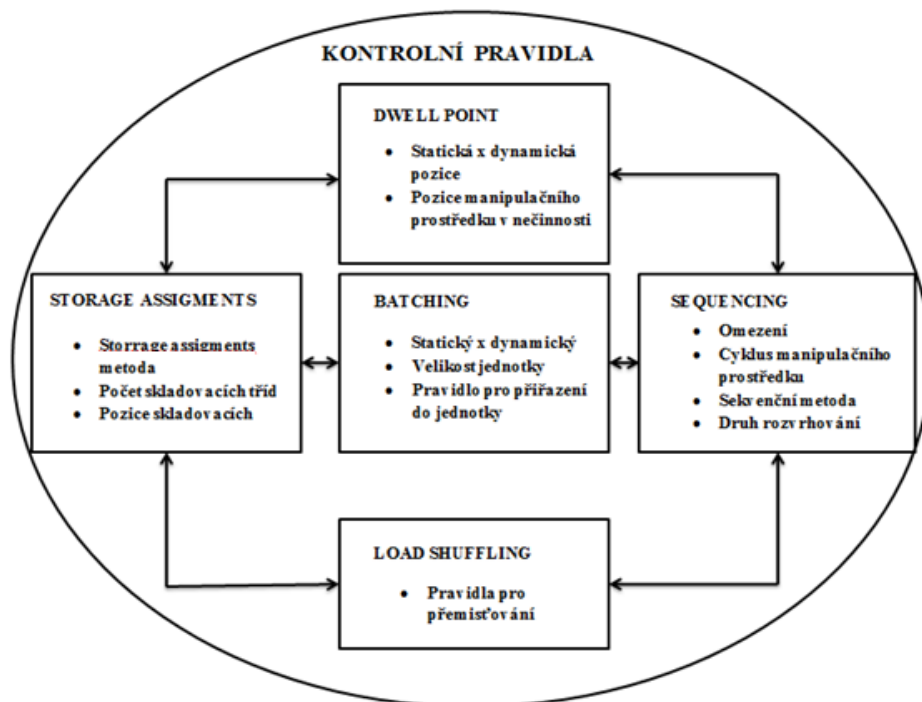 KONTROLNÍ PRAVIDLA
DWELL POINT
• Statická x dynamická
pozice
• Pozice manipulačního
prostředku v nečinnosti
STORAGE ASSIGMENTS
• Storrage assigments
metoda
• Počet skladovacích tříd
• Pozice skladovacích
BATCHING
• Statický x dynamický
• Velikost jednotky
• Pravidlo pro přiřazení
do jednotky
SEQUENCING
• Omezení
• Cyklus manipulačního
prostředku
• Sekvenční metoda
• Druh rozvrhování
LOAD SHUFFLING
• Pravidla pro
přemisťování